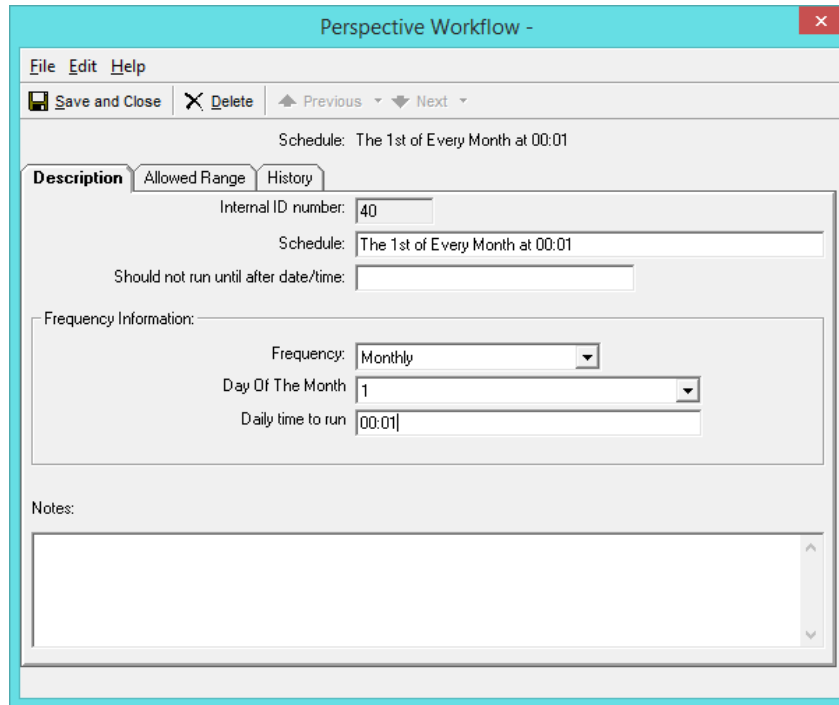 Perspective Workflow -
File Edit Help
Save and Close Delete Previous Next
Schedule: The 1st of Every Month at 00:01
Description Allowed Range History
Internal ID number: 40
Schedule: The 1st of Every Month at 00:01
Should not run until after date/time:
Frequency Information:
Frequency: Monthly
Day Of The Month 1
Daily time to run 00:01
Notes: